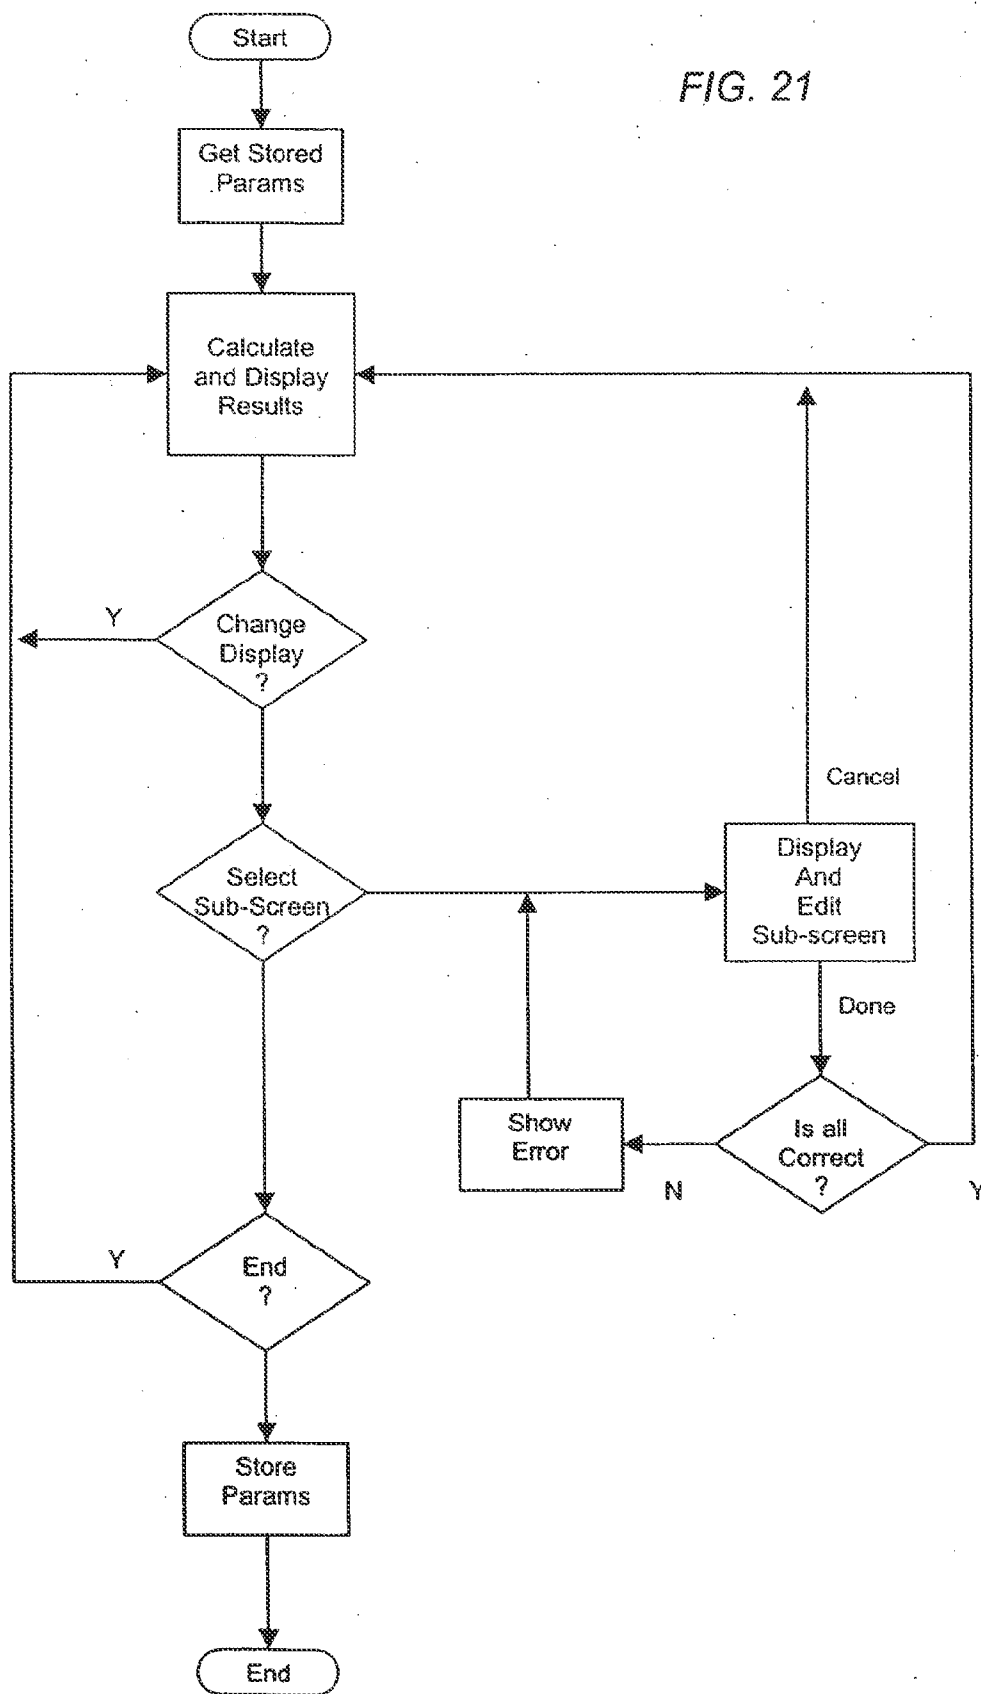 Start
FIG. 21
Get Stored
Params
Calculate
and Display
Results
Y
Change
Display
?
Cancel
Display
And
Edit
Sub-screen
Select
Sub-Screen
?
Done
Show
Error
Is all
Correct
?
N
Y
Y
End
?
Store
Params
End